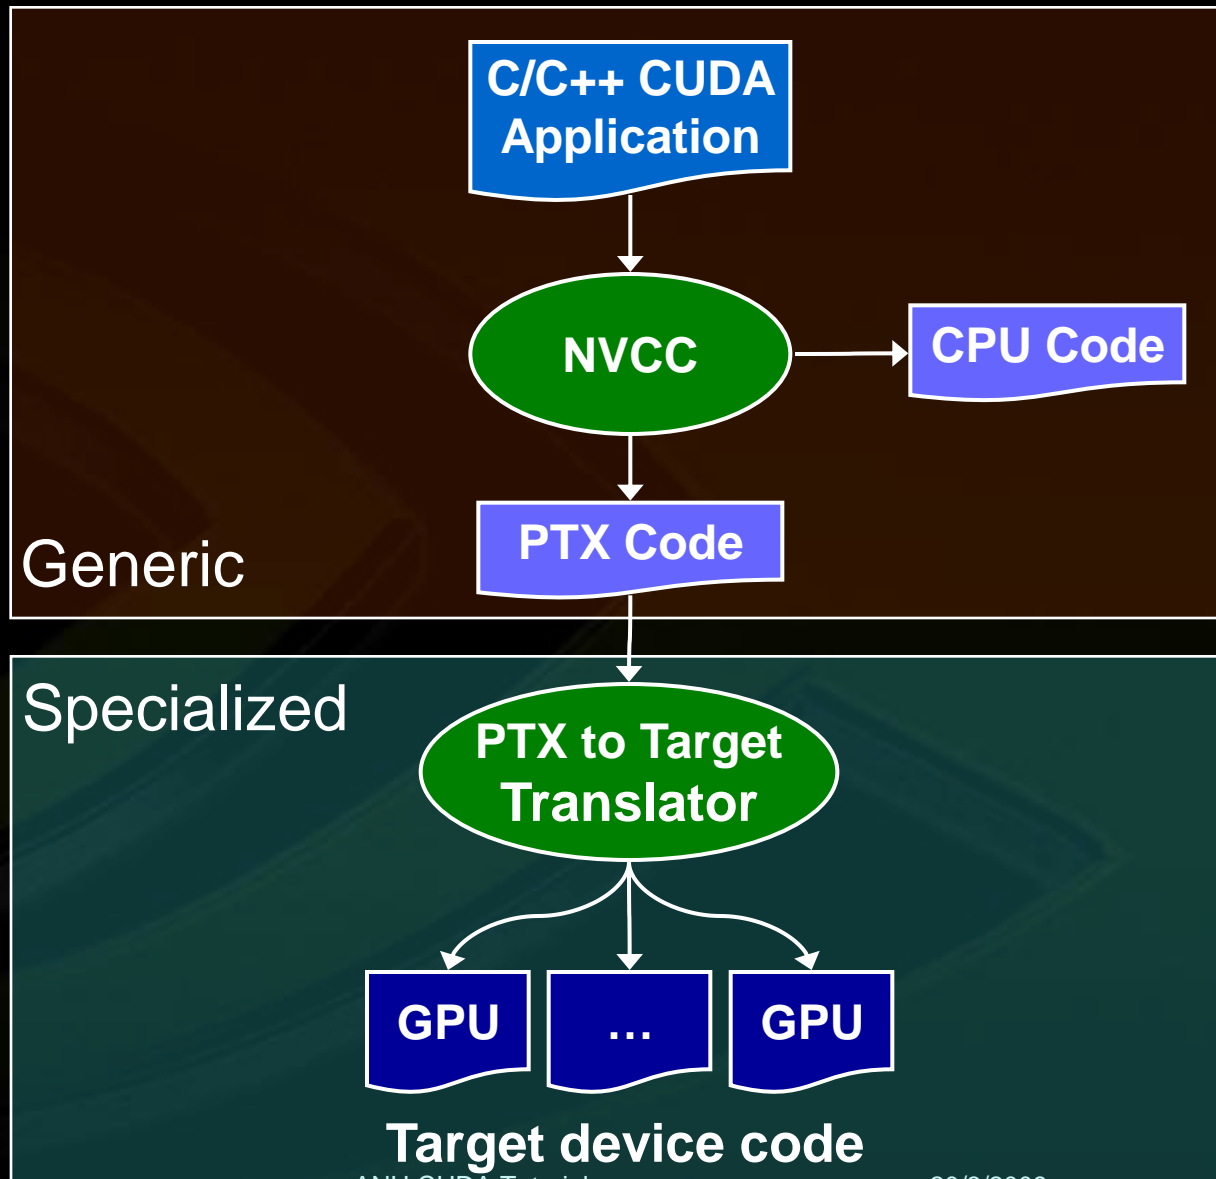 C/C++ CUDA
Application
NVCC
CPU Code
PTX Code
Generic
Specialized
PTX to Target
Translator
GPU
…
GPU
Target device code